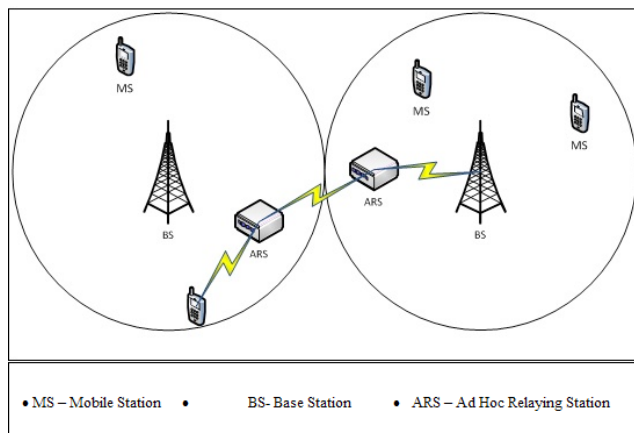 MS
MS
MS
BS
ARS
ARS
BS
• MS – Mobile Station • BS- Base Station • ARS – Ad Hoc Relaying Station